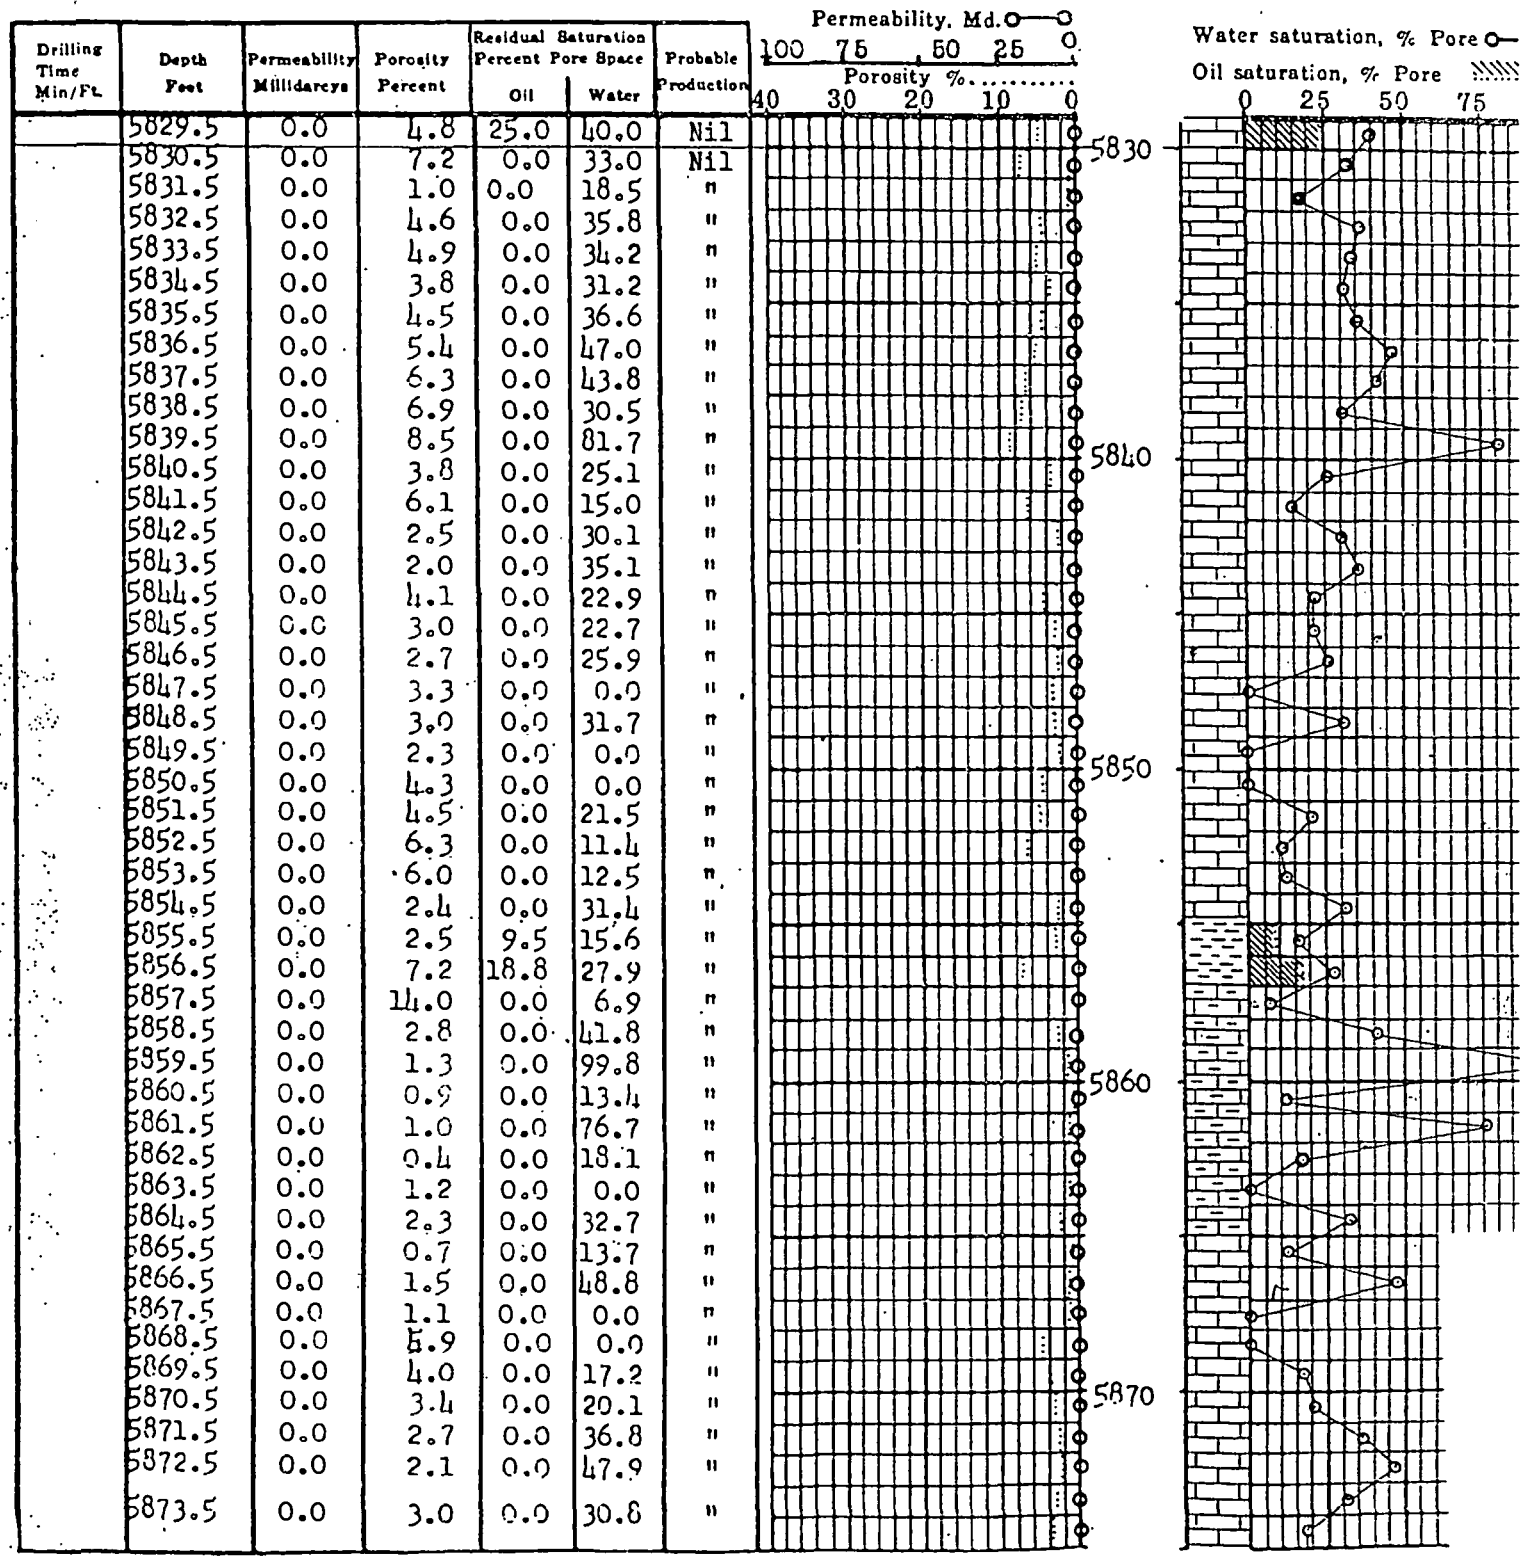 Permeability, Md.
Drilling Time Min/Ft. Depth Feet Permeability Millidarcys Porosity Percent Residual Saturation Percent Pore Space Oil Water Probable Production
100 75 50 25 0
Porosity %
40 30 20 10 0
Water saturation, % Pore
Oil saturation, % Pore
0 25 50 75
5829.5 0.0 4.8 25.0 40.0 Nil
5830.5 0.0 7.2 0.0 33.0 Nil
5831.5 0.0 1.0 0.0 18.5 "
5832.5 0.0 4.6 0.0 35.8 "
5833.5 0.0 4.9 0.0 34.2 "
5834.5 0.0 3.8 0.0 31.2 "
5835.5 0.0 4.5 0.0 36.6 "
5836.5 0.0 5.4 0.0 47.0 "
5837.5 0.0 6.3 0.0 43.8 "
5838.5 0.0 6.9 0.0 30.5 "
5839.5 0.0 8.5 0.0 81.7 "
5840.5 0.0 3.8 0.0 25.1 "
5841.5 0.0 6.1 0.0 15.0 "
5842.5 0.0 2.5 0.0 30.1 "
5843.5 0.0 2.0 0.0 35.1 "
5844.5 0.0 4.1 0.0 22.9 "
5845.5 0.0 3.0 0.0 22.7 "
5846.5 0.0 2.7 0.0 25.9 "
5847.5 0.0 3.3 0.0 0.0 "
5848.5 0.0 3.0 0.0 31.7 "
5849.5 0.0 2.3 0.0 0.0 "
5850.5 0.0 4.3 0.0 0.0 "
5851.5 0.0 4.5 0.0 21.5 "
5852.5 0.0 6.3 0.0 11.4 "
5853.5 0.0 6.0 0.0 12.5 "
5854.5 0.0 2.4 0.0 31.4 "
5855.5 0.0 2.5 9.5 15.6 "
5856.5 0.0 7.2 18.8 27.9 "
5857.5 0.0 14.0 0.0 6.9 "
5858.5 0.0 2.8 0.0 41.8 "
5859.5 0.0 1.3 0.0 99.8 "
5860.5 0.0 0.9 0.0 13.4 "
5861.5 0.0 1.0 0.0 76.7 "
5862.5 0.0 0.4 0.0 18.1 "
5863.5 0.0 1.2 0.0 0.0 "
5864.5 0.0 2.3 0.0 32.7 "
5865.5 0.0 0.7 0.0 13.7 "
5866.5 0.0 1.5 0.0 48.8 "
5867.5 0.0 1.1 0.0 0.0 "
5868.5 0.0 0.0 0.0 "
5869.5 0.0 4.0 0.0 17.2 "
5870.5 0.0 3.4 0.0 20.1 "
5871.5 0.0 2.7 0.0 36.8 "
5872.5 0.0 2.1 0.0 47.9 "
5873.5 0.0 3.0 0.0 30.8 "
5830
5840
5850
5860
5870